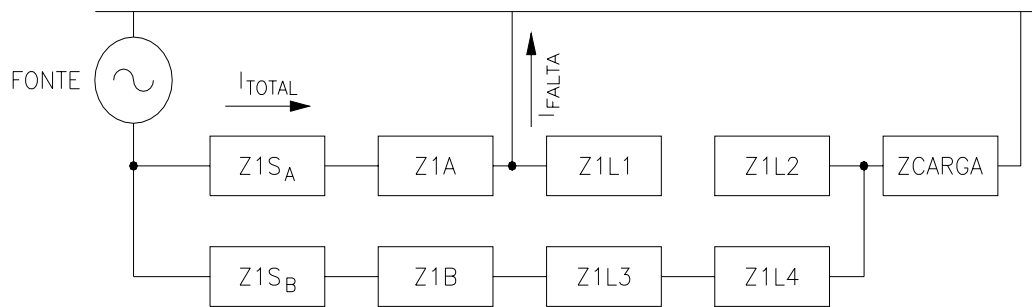 FONTE
I_TOTAL
I_FALTA
Z1S_A
Z1A
Z1L1
Z1L2
ZCARGA
Z1S_B
Z1B
Z1L3
Z1L4